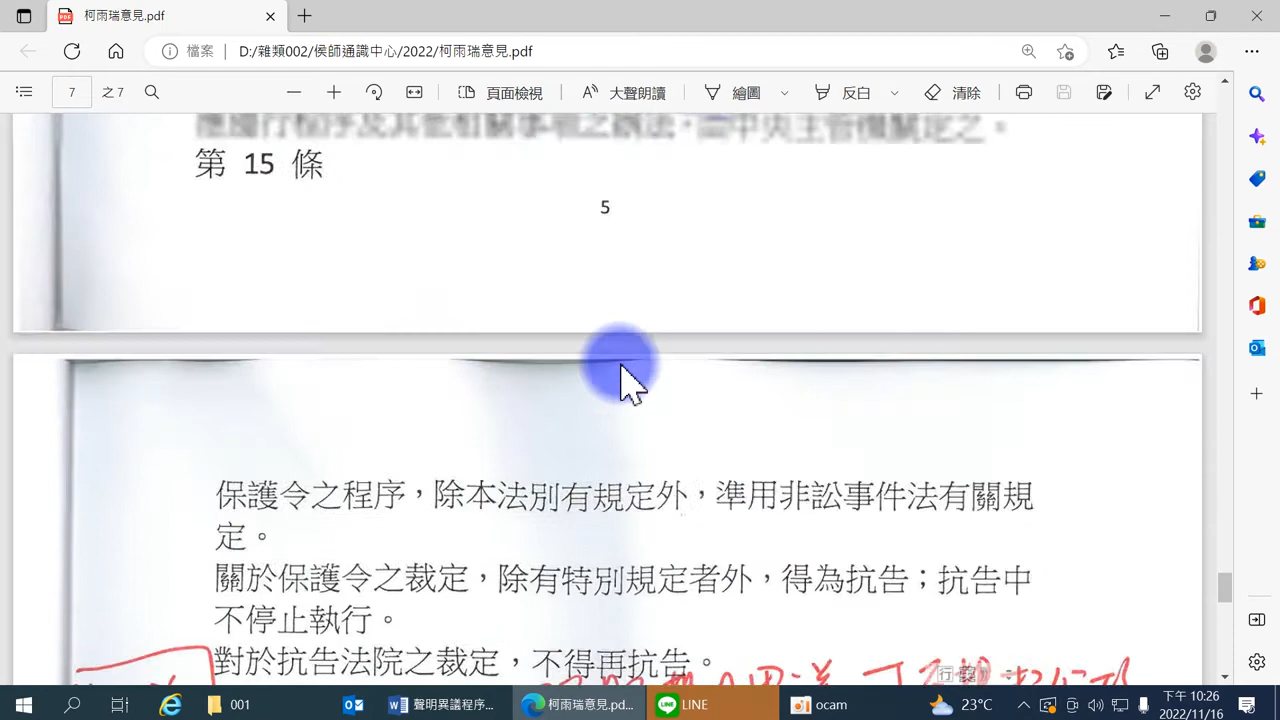 柯雨瑞意見.pdf
檔案
D:/雜類002/侯師通識中心/2022/柯雨瑞意見.pdf
7
之 7
頁面檢視
大聲朗讀
繪圖
反白
清除
第 15 條
5
保護令之程序，除本法別有規定外，準用非訟事件法有關規
定。
關於保護令之裁定，除有特別規定者外，得為抗告；抗告中
不停止執行。
對於抗告法院之裁定，不得再抗告。
001
聲明異議程序...
柯雨瑞意見.pd...
LINE
ocam
23°C
下午 10:26
2022/11/16